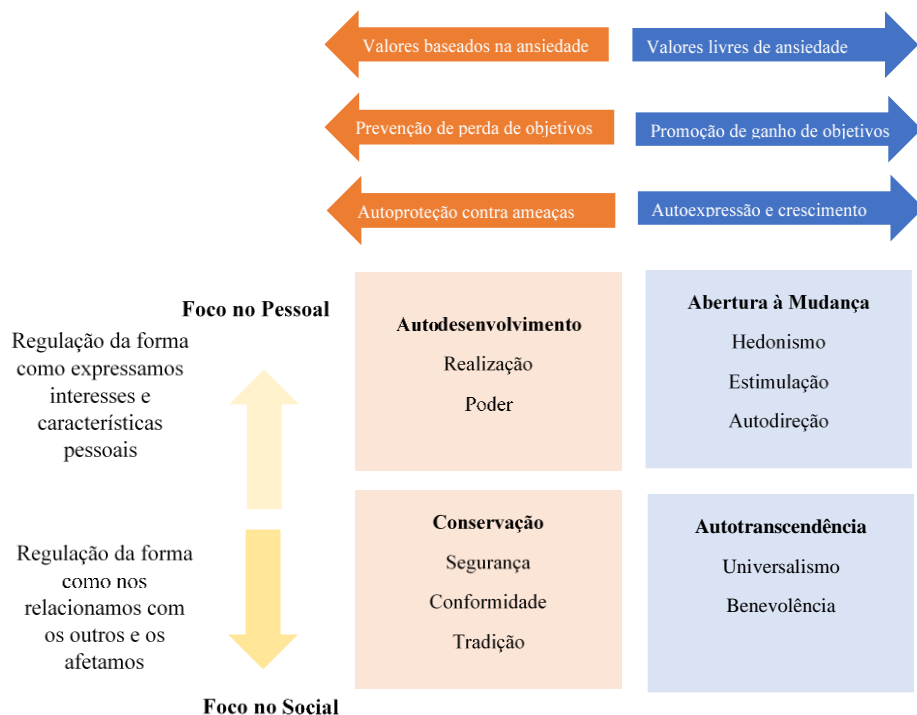 Valores baseados na ansiedade
Valores livres de ansiedade
Prevenção de perda de objetivos
Promoção de ganho de objetivos
Autoproteção contra ameaças
Autoexpressão e crescimento
Foco no Pessoal
Regulação da forma
como expressamos
interesses e
características
pessoais
Autodesenvolvimento
Realização
Poder
Abertura à Mudança
Hedonismo
Estimulação
Autodireção
Regulação da forma
como nos
relacionamos com
os outros e os
afetamos
Foco no Social
Conservação
Segurança
Conformidade
Tradição
Autotranscendência
Universalismo
Benevolência